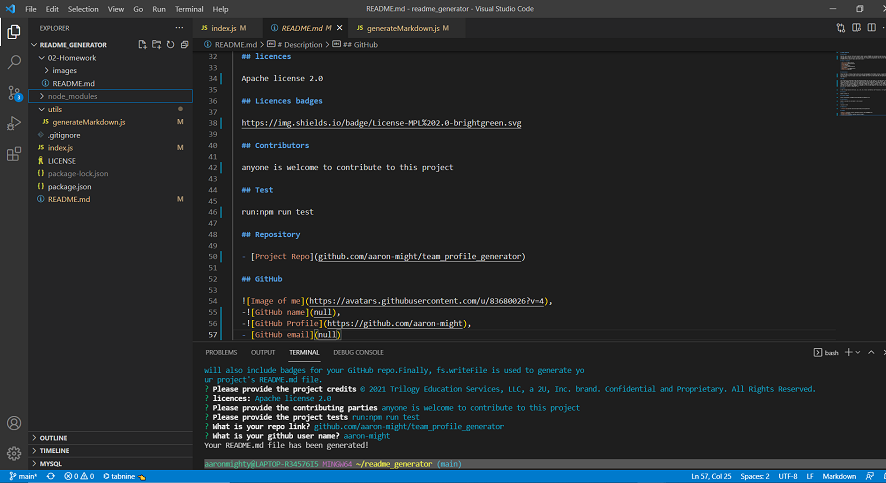 File Edit Selection View Go Run Terminal Help README.md - readme_generator - Visual Studio Code
EXPLORER
README_GENERATOR
02-Homework
images
README.md
node_modules
utils
generateMarkdown.js M
.gitignore
index.js M
LICENSE
package-lock.json
package.json
README.md M
OUTLINE
TIMELINE
MYSQL
3
index.js M README.md M generateMarkdown.js M
README.md > # Description > ## GitHub
32 ## licences
33
34 Apache license 2.0
35
36 ## Licences badges
37
38 https://img.shields.io/badge/License-MPL%202.0-brightgreen.svg
39
40 ## Contributors
41
42 anyone is welcome to contribute to this project
43
44 ## Test
45
46 run:npm run test
47
48 ## Repository
49
50 - [Project Repo](github.com/aaron-might/team_profile_generator)
51
52 ## GitHub
53
54 ![Image of me](https://avatars.githubusercontent.com/u/83680026?v=4),
55 -![GitHub name](null),
56 -![GitHub Profile](https://github.com/aaron-might),
57 - [GitHub email](null)
PROBLEMS OUTPUT TERMINAL DEBUG CONSOLE bash
will also include badges for your GitHub repo.Finally, fs.writeFile is used to generate yo
ur project's README.md file.
? Please provide the project credits © 2021 Trilogy Education Services, LLC, a 2U, Inc. brand. Confidential and Proprietary. All Rights Reserved.
? licences: Apache license 2.0
? Please provide the contributing parties anyone is welcome to contribute to this project
? Please provide the project tests run:npm run test
? What is your repo link? github.com/aaron-might/team_profile_generator
? What is your github user name? aaron-might
Your README.md file has been generated!
aaronmighty@LAPTOP-R34576I5 MINGW64 ~/readme_generator (main)
main* 0 0 tabnine Ln 57, Col 25 Spaces: 2 UTF-8 LF Markdown